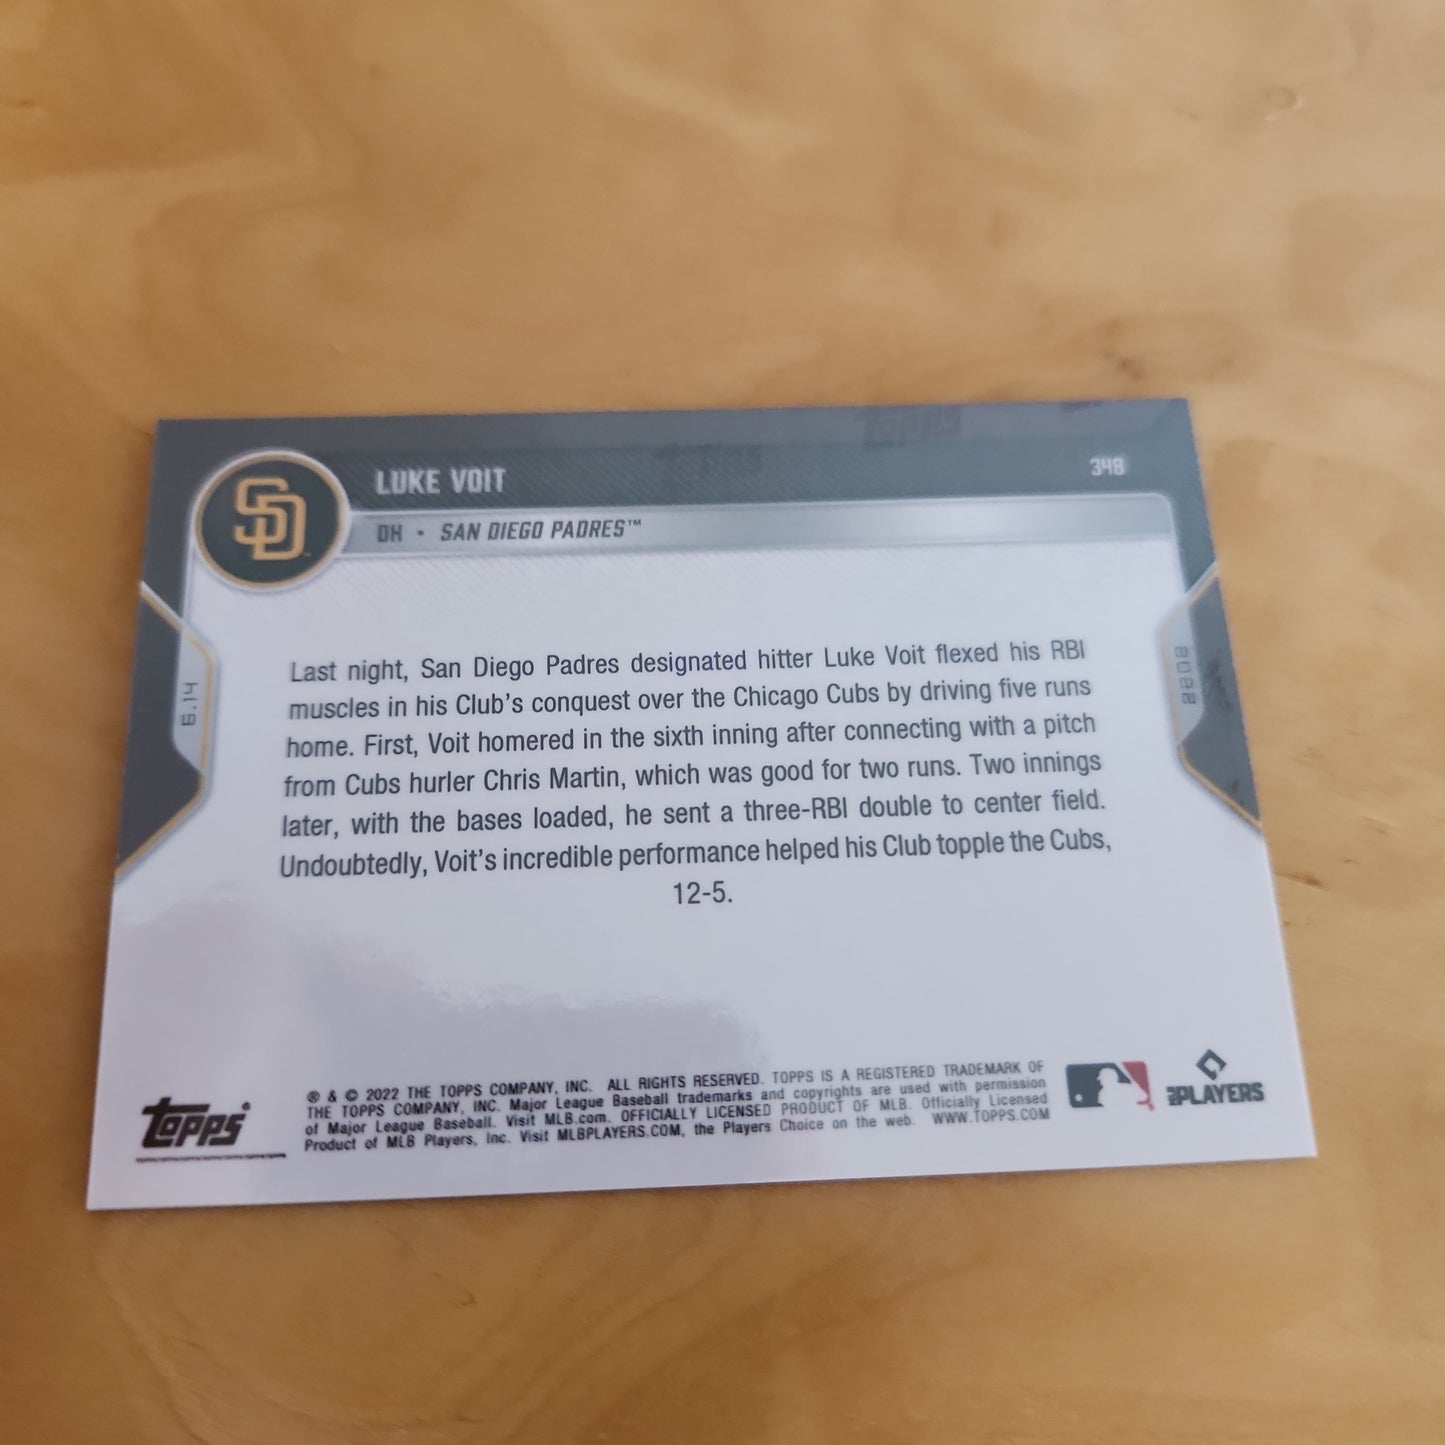 LUKE VOIT
348
SD
DH • SAN DIEGO PADRES™
6.14
2022
Last night, San Diego Padres designated hitter Luke Voit flexed his RBI
muscles in his Club's conquest over the Chicago Cubs by driving five runs
home. First, Voit homered in the sixth inning after connecting with a pitch
from Cubs hurler Chris Martin, which was good for two runs. Two innings
later, with the bases loaded, he sent a three-RBI double to center field.
Undoubtedly, Voit's incredible performance helped his Club topple the Cubs,
12-5.
Topps®
® & © 2022 THE TOPPS COMPANY, INC. ALL RIGHTS RESERVED. TOPPS IS A REGISTERED TRADEMARK OF
THE TOPPS COMPANY, INC. Major League Baseball trademarks and copyrights are used with permission
of Major League Baseball. Visit MLB.com. OFFICIALLY LICENSED PRODUCT OF MLB. Officially Licensed
Product of MLB Players, Inc. Visit MLBPLAYERS.COM, the Players Choice on the web. WWW.TOPPS.COM
PLAYERS